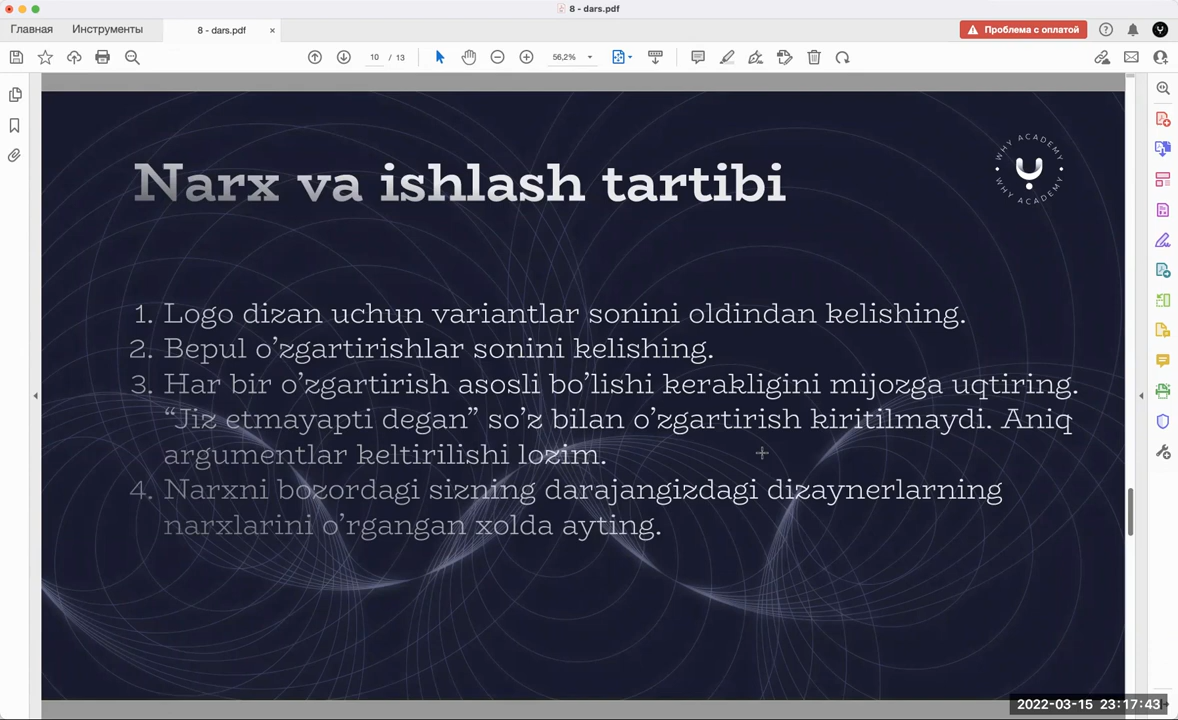 8 - dars.pdf
Главная Инструменты 8 - dars.pdf × Проблема с оплатой
10 / 13 56,2%
WHY ACADEMY
WHY ACADEMY
Narx va ishlash tartibi
1. Logo dizan uchun variantlar sonini oldindan kelishing.
2. Bepul o’zgartirishlar sonini kelishing.
3. Har bir o’zgartirish asosli bo’lishi kerakligini mijozga uqtiring.
“Jiz etmayapti degan” so’z bilan o’zgartirish kiritilmaydi. Aniq
argumentlar keltirilishi lozim.
4. Narxni bozordagi sizning darajangizdagi dizaynerlarning
narxlarini o’rgangan xolda ayting.
2022-03-15 23:17:43